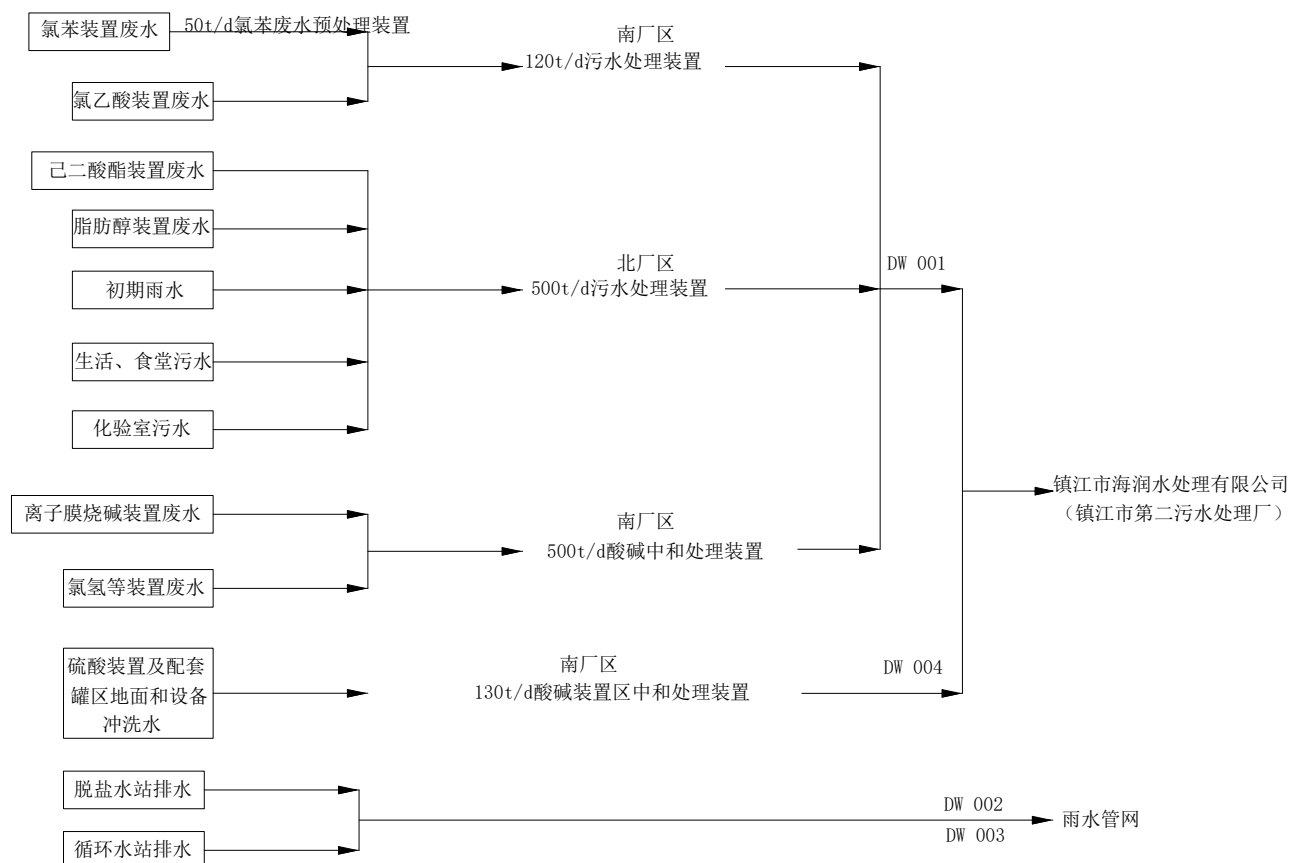 氯苯装置废水
50t/d氯苯废水预处理装置
氯乙酸装置废水
南厂区
120t/d污水处理装置
己二酸酯装置废水
脂肪醇装置废水
初期雨水
生活、食堂污水
化验室污水
北厂区
500t/d污水处理装置
DW 001
离子膜烧碱装置废水
氯氢等装置废水
南厂区
500t/d酸碱中和处理装置
镇江市海润水处理有限公司
（镇江市第二污水处理厂）
硫酸装置及配套
罐区地面和设备
冲洗水
南厂区
130t/d酸碱装置区中和处理装置
DW 004
脱盐水站排水
循环水站排水
DW 002
DW 003
雨水管网